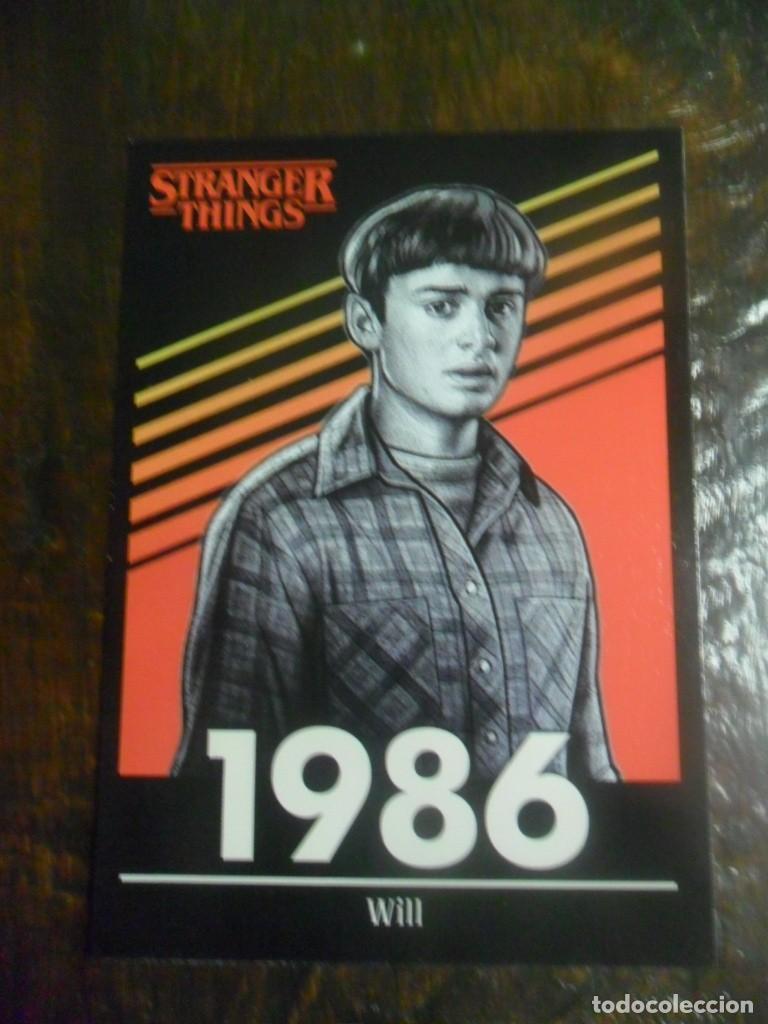 STRANGER
THINGS
1986
Will
todocoleccion